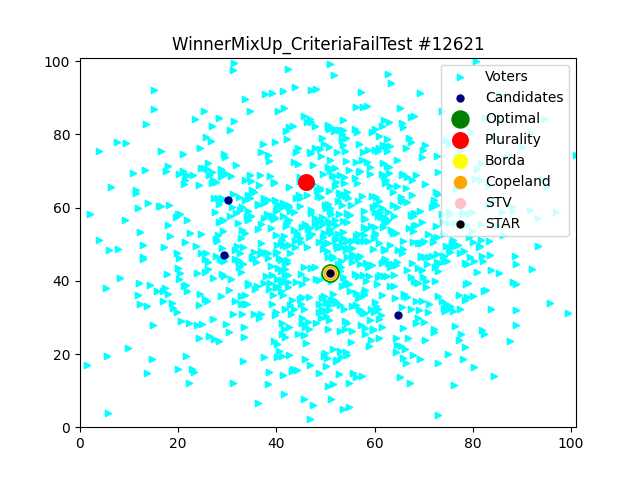 WinnerMixUp_CriteriaFailTest #12621
100
80
60
40
20
0
0 20 40 60 80 100
Voters
Candidates
Optimal
Plurality
Borda
Copeland
STV
STAR